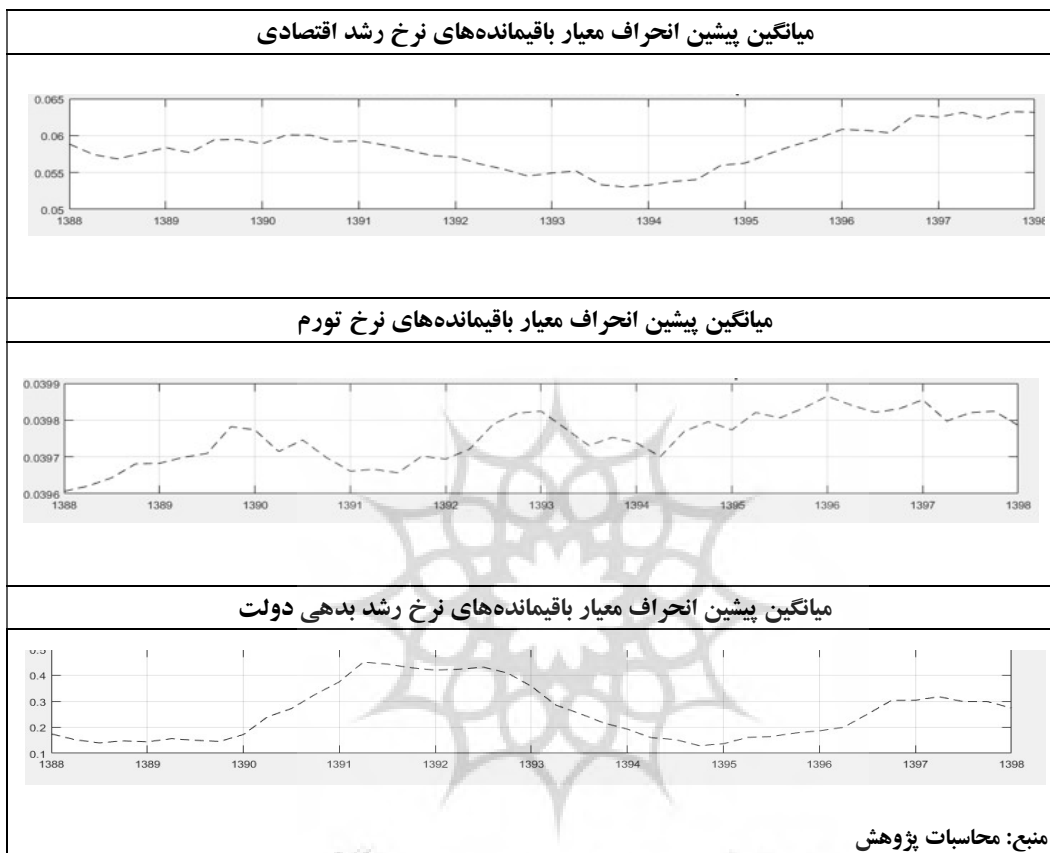 میانگین پیشین انحراف معیار باقیمانده‌های نرخ رشد اقتصادی
0.065
0.06
0.055
0.05
1388 1389 1390 1391 1392 1393 1394 1395 1396 1397 1398
میانگین پیشین انحراف معیار باقیمانده‌های نرخ تورم
0.0399
0.0398
0.0397
0.0396
1388 1389 1390 1391 1392 1393 1394 1395 1396 1397 1398
میانگین پیشین انحراف معیار باقیمانده‌های نرخ رشد بدهی دولت
0.5
0.4
0.3
0.2
0.1
1388 1389 1390 1391 1392 1393 1394 1395 1396 1397 1398
منبع: محاسبات پژوهش